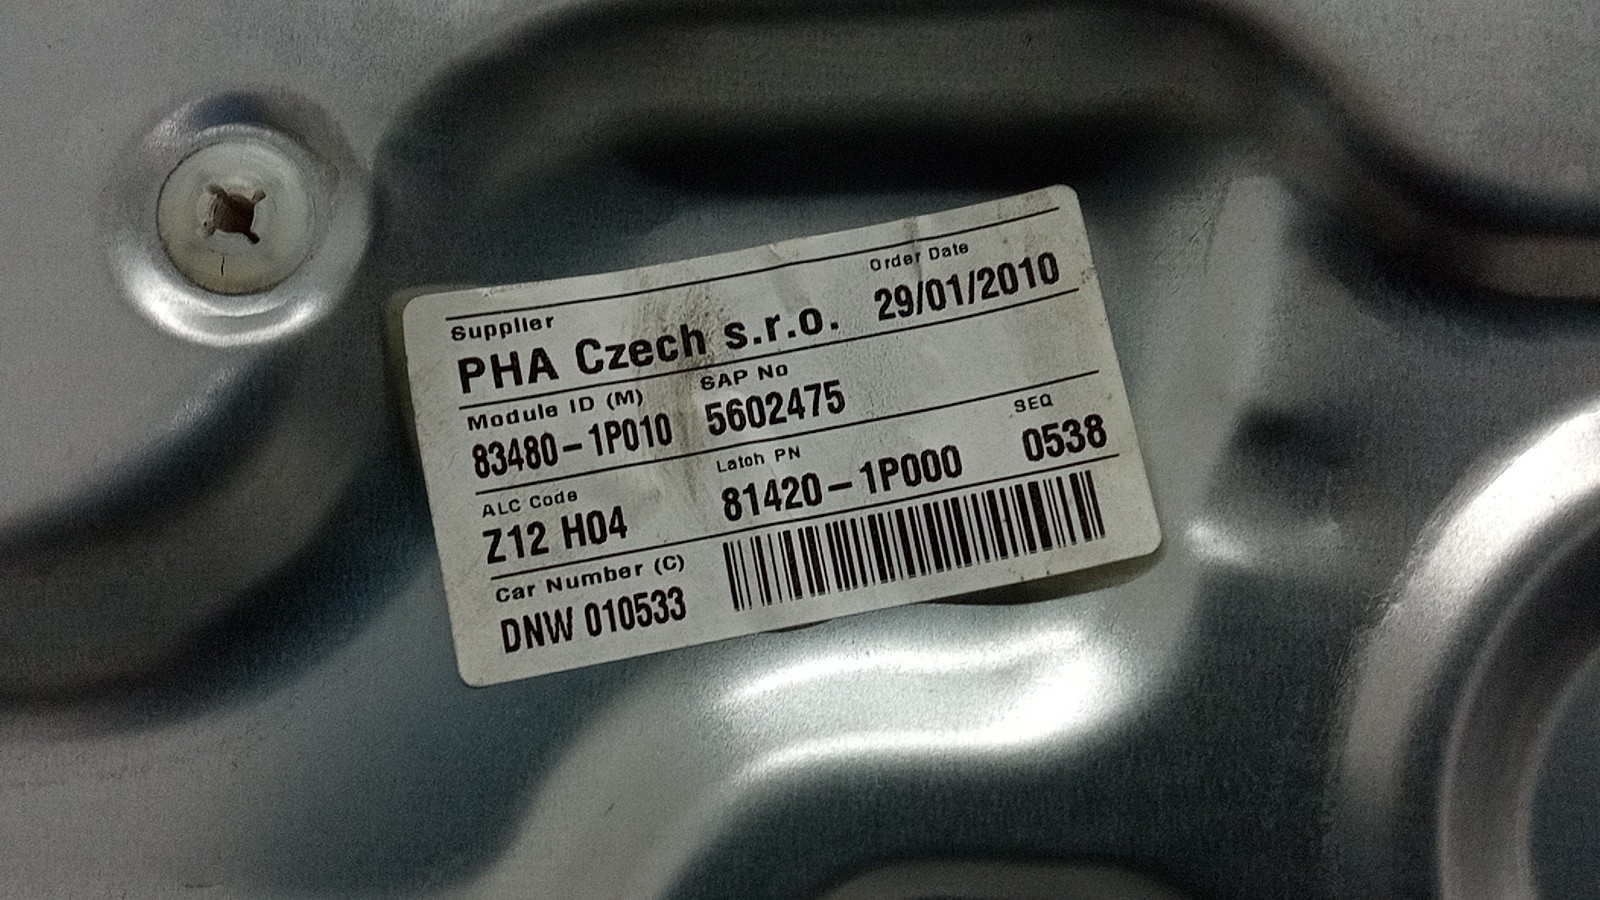 Supplier
Order Date
PHA Czech s.r.o.
29/01/2010
Module ID (M)
SAP No
83480-1P010
5602475
ALC Code
Latch PN
SEQ
Z12 H04
81420-1P000
0538
Car Number (C)
DNW 010533